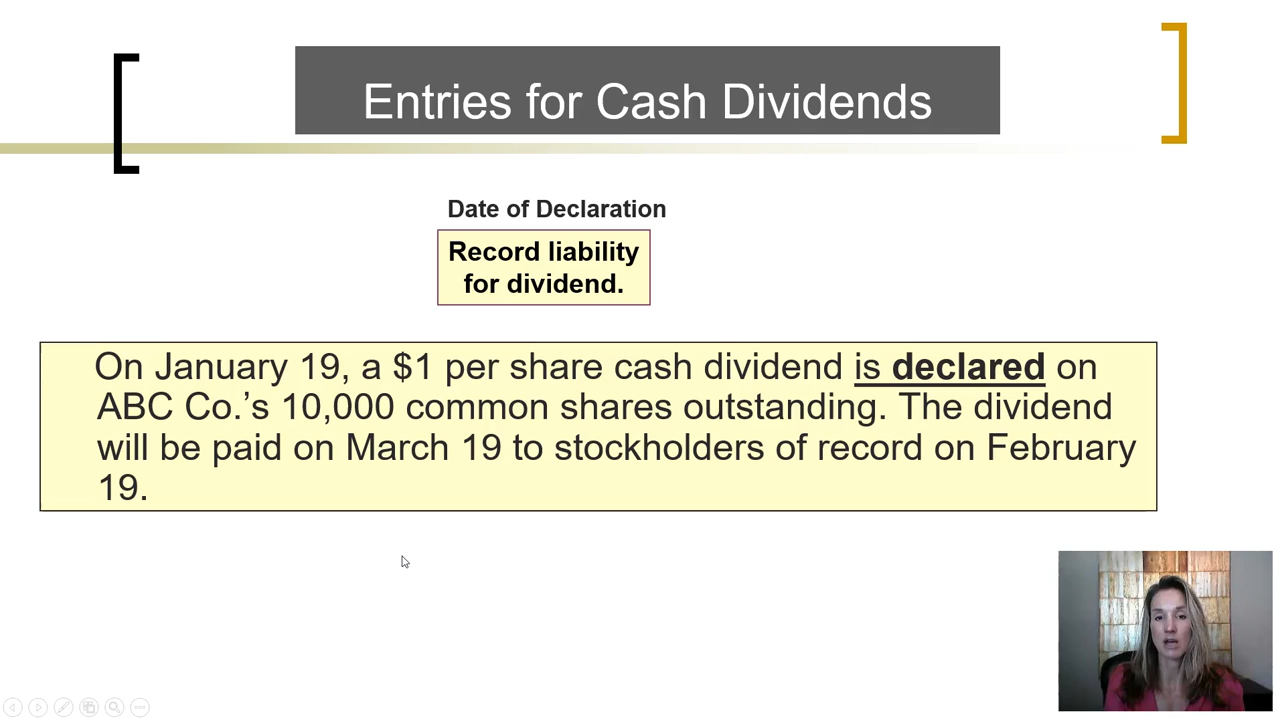 Entries for Cash Dividends
Date of Declaration
Record liability
for dividend.
On January 19, a $1 per share cash dividend is declared on
ABC Co.’s 10,000 common shares outstanding. The dividend
will be paid on March 19 to stockholders of record on February
19.